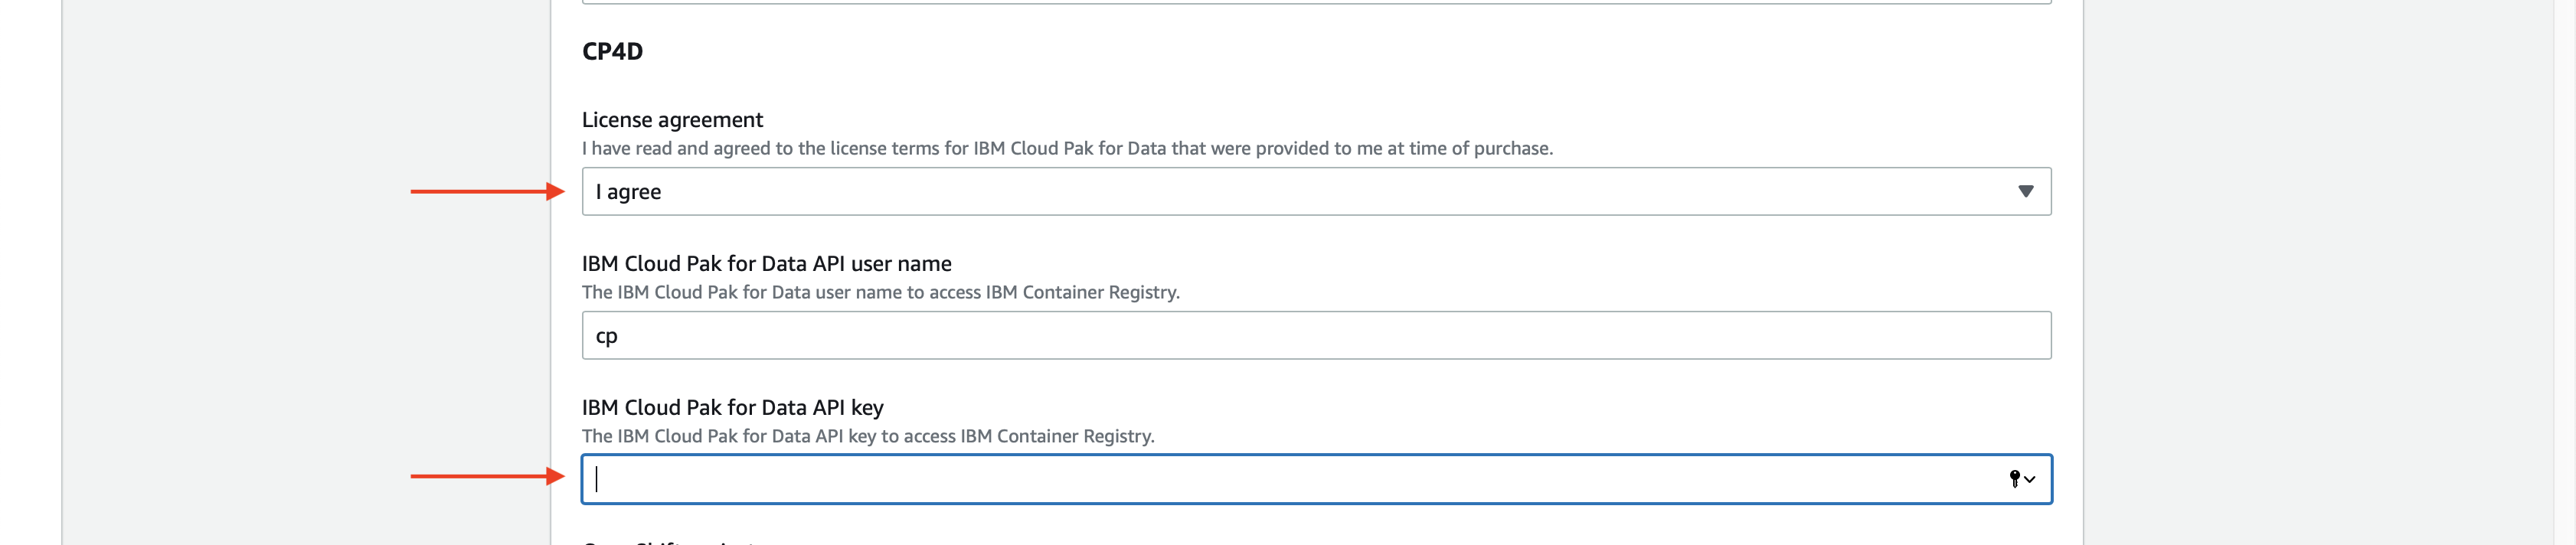 CP4D
License agreement
I have read and agreed to the license terms for IBM Cloud Pak for Data that were provided to me at time of purchase.
I agree
IBM Cloud Pak for Data API user name
The IBM Cloud Pak for Data user name to access IBM Container Registry.
cp
IBM Cloud Pak for Data API key
The IBM Cloud Pak for Data API key to access IBM Container Registry.